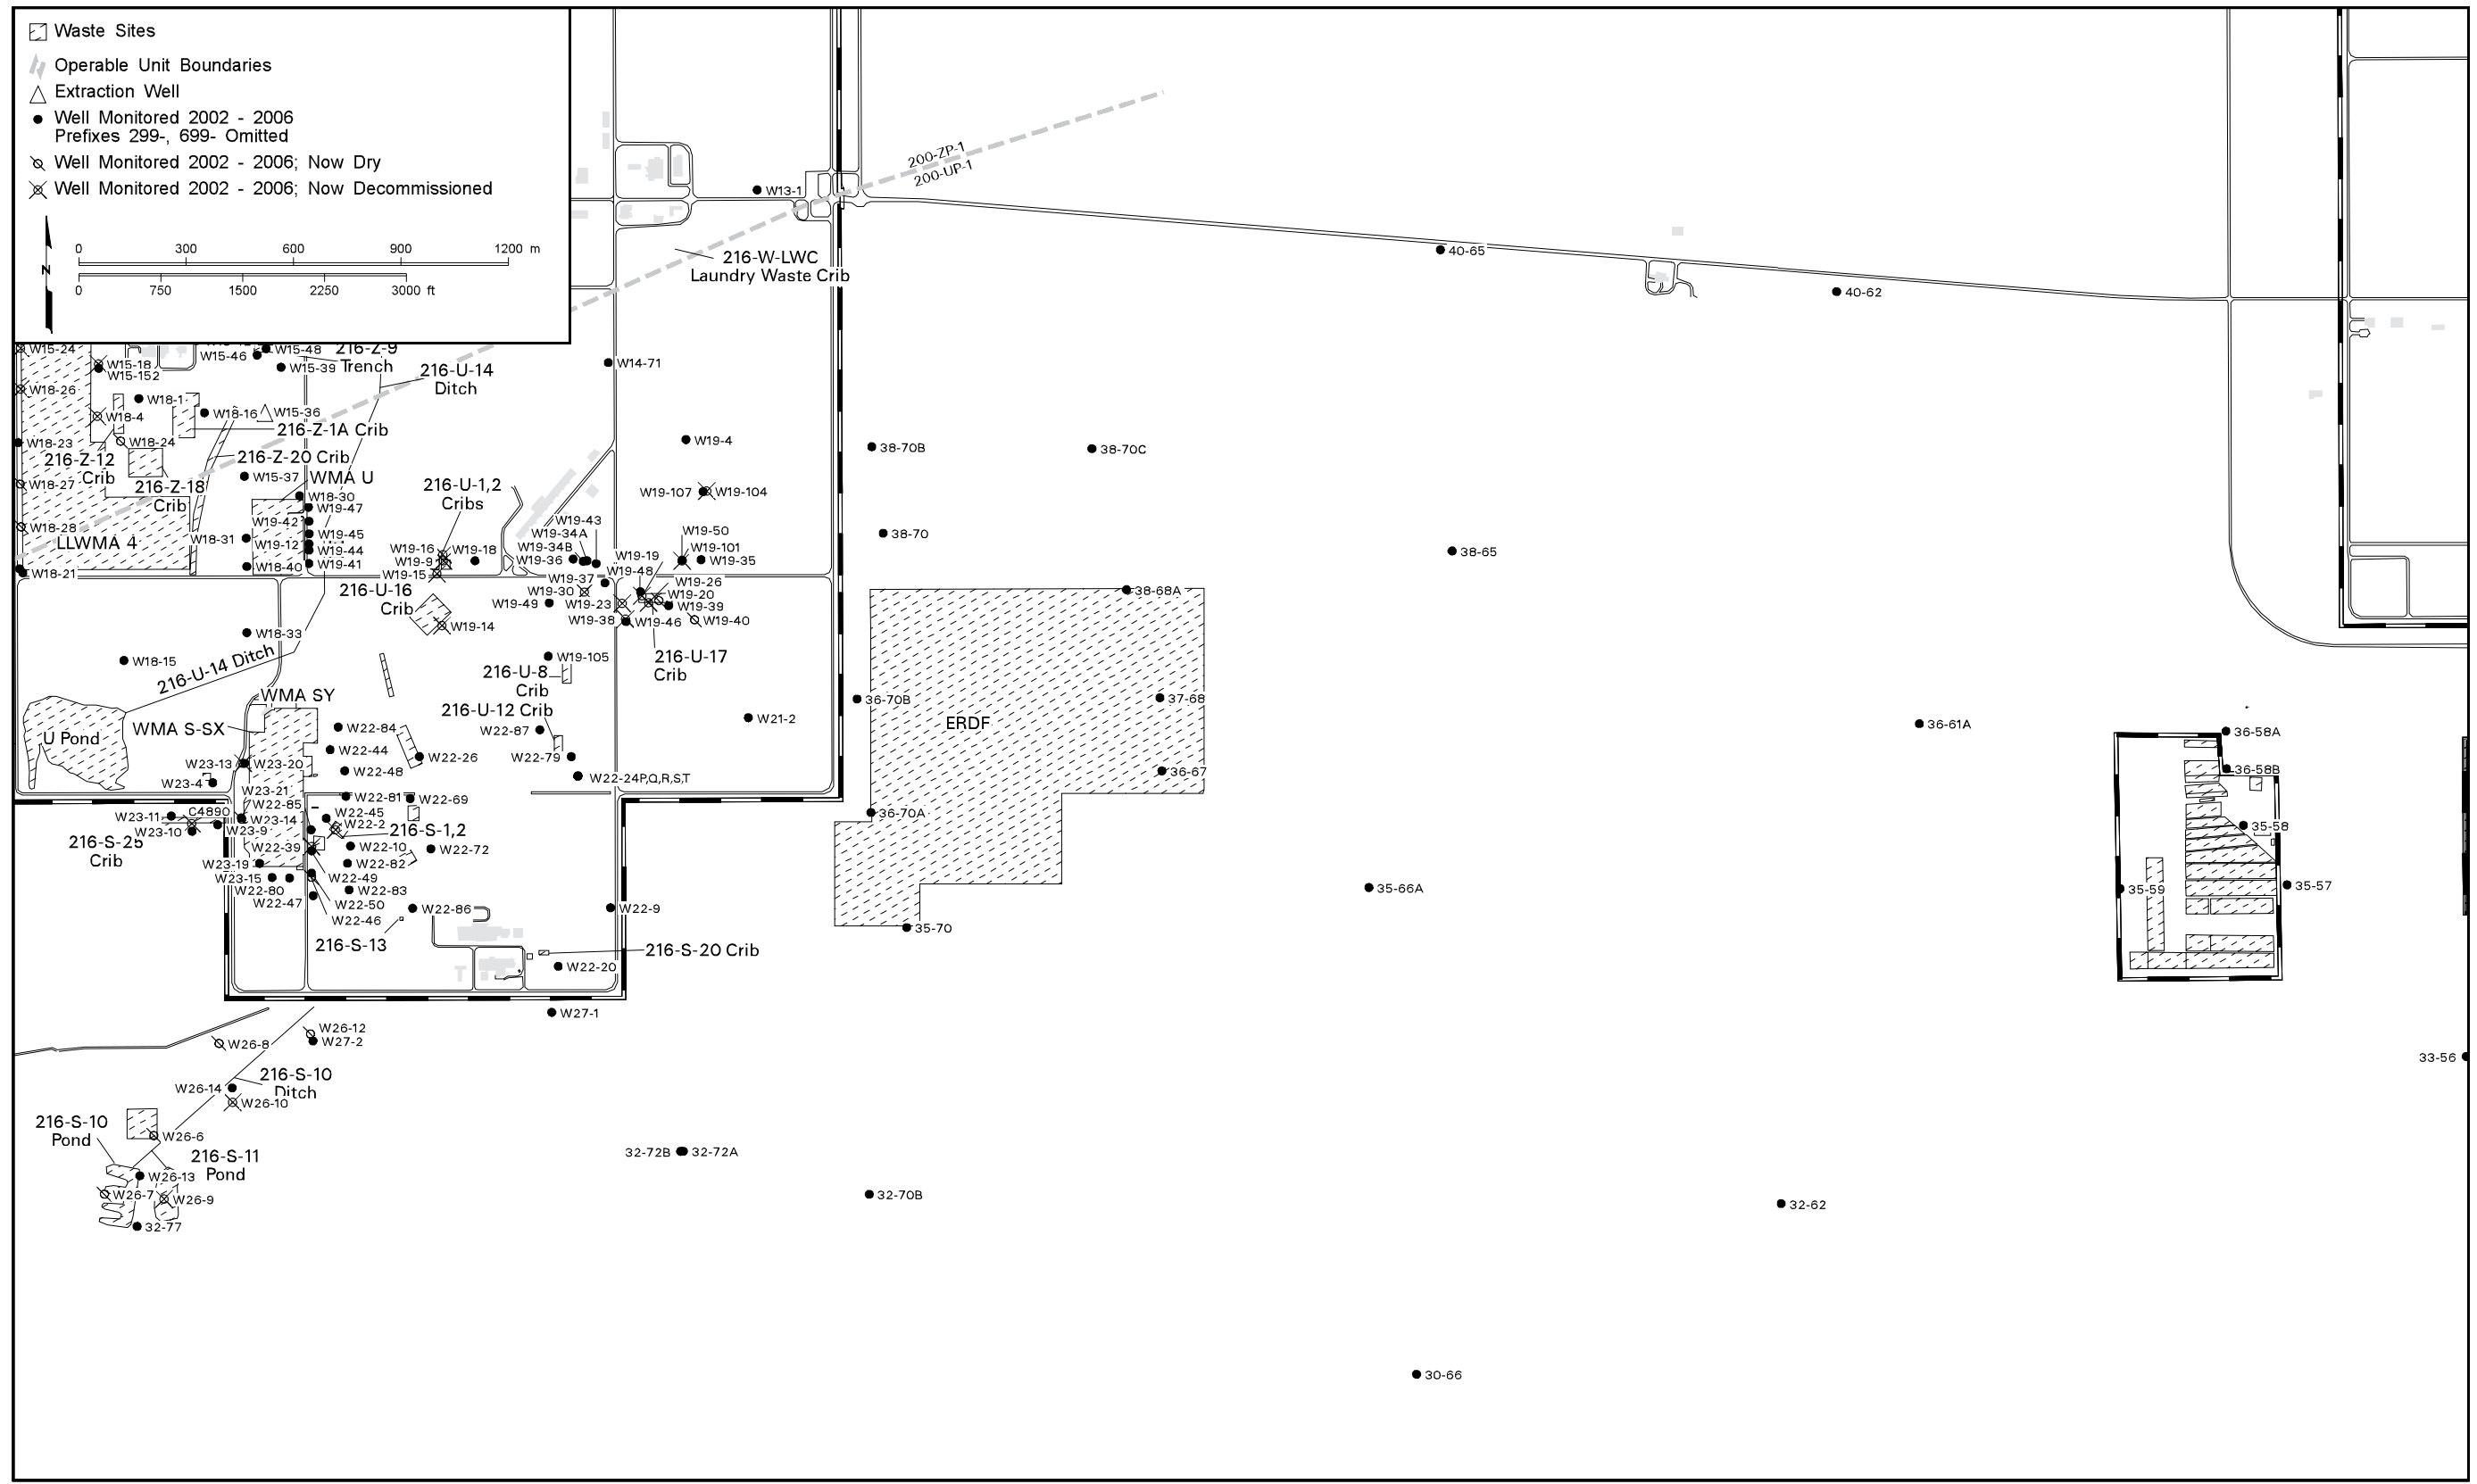 Waste Sites
Operable Unit Boundaries
Extraction Well
Well Monitored 2002 - 2006
Prefixes 299-, 699- Omitted
Well Monitored 2002 - 2006; Now Dry
Well Monitored 2002 - 2006; Now Decommissioned
0 300 600 900 1200 m
N
0 750 1500 2250 3000 ft
200-ZP-1
200-UP-1
W13-1
216-W-LWC
Laundry Waste Crib
40-65
40-62
W15-24
W15-46
W15-48
216-Z-9
Trench
W15-39
W15-18
W15-152
W14-71
216-U-14
Ditch
W18-26
W18-1
W18-4
W18-16
W15-36
216-Z-1A Crib
W18-23
W18-24
W19-4
38-70B
38-70C
216-Z-12
Crib
216-Z-20 Crib
W15-37
WMA U
W18-27
216-Z-18
Crib
216-U-1,2
Cribs
W18-30
W19-47
W19-107
W19-104
W18-28
LLWMA 4
W19-42
W18-31
W19-12
W19-45
W19-44
W19-41
W18-40
W18-21
W19-43
W19-34A
W19-34B
W19-36
W19-16
W19-18
W19-9
W19-15
W19-50
W19-101
W19-35
W19-19
W19-48
38-70
38-65
216-U-16
Crib
W19-37
W19-30
W19-49
W19-23
W19-26
W19-20
W19-39
W19-38
W19-46
W19-40
W19-14
38-68A
W18-33
W18-15
216-U-14 Ditch
W19-105
216-U-17
Crib
216-U-8
Crib
WMA SY
216-U-12 Crib
36-70B
37-68
ERDF
U Pond
WMA S-SX
W22-84
W22-87
W21-2
36-61A
36-58A
W22-44
W22-26
W22-79
W23-13
W23-20
W22-48
W22-24P,Q,R,S,T
36-67
36-58B
W23-4
W23-21
W22-85
W22-81
W22-69
W23-11
C4890
W23-14
W22-45
W22-2
216-S-1,2
36-70A
35-58
W23-10
W23-9
216-S-25
Crib
W22-39
W22-10
W22-72
W23-19
W22-82
W23-15
W22-49
W22-80
W22-83
W22-47
W22-50
W22-46
W22-86
W22-9
35-66A
35-59
35-57
216-S-13
216-S-20 Crib
35-70
W22-20
W27-1
W26-12
W27-2
W26-8
33-56
W26-14
216-S-10
Ditch
W26-10
216-S-10
Pond
W26-6
216-S-11
Pond
W26-13
W26-7
W26-9
32-77
32-72B
32-72A
32-70B
32-62
30-66